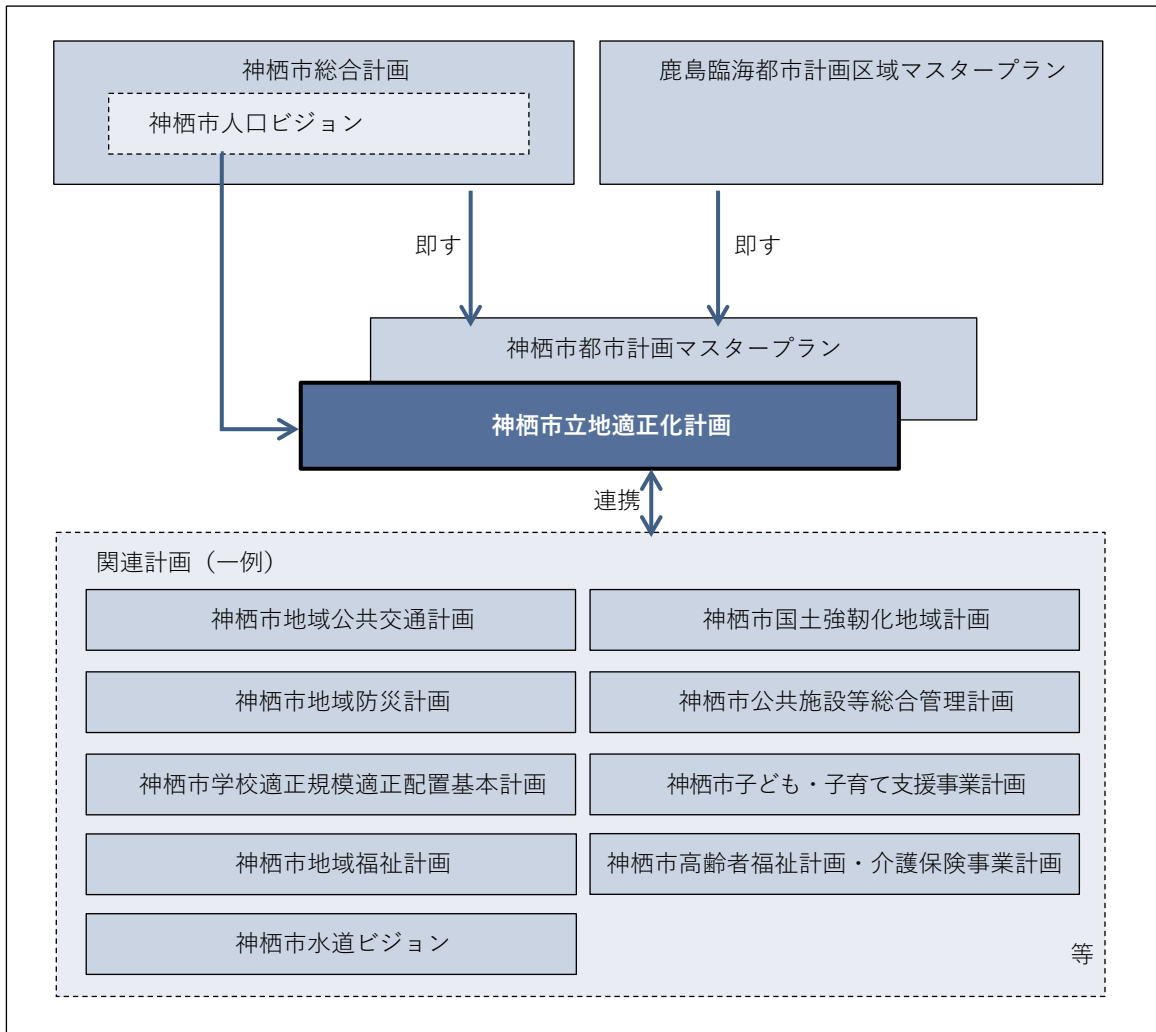 神栖市総合計画
神栖市人口ビジョン
鹿島臨海都市計画区域マスタープラン
即す
即す
神栖市都市計画マスタープラン
神栖市立地適正化計画
連携
関連計画（一例）
神栖市地域公共交通計画
神栖市国土強靭化地域計画
神栖市地域防災計画
神栖市公共施設等総合管理計画
神栖市学校適正規模適正配置基本計画
神栖市子ども・子育て支援事業計画
神栖市地域福祉計画
神栖市高齢者福祉計画・介護保険事業計画
神栖市水道ビジョン
等